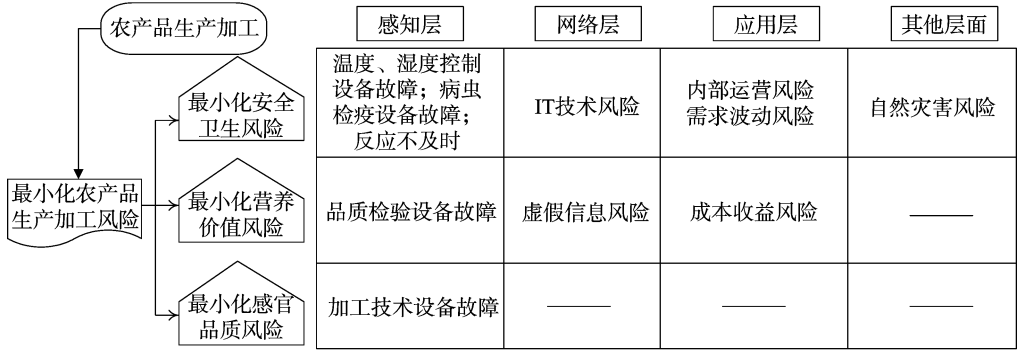 农产品生产加工
感知层
网络层
应用层
其他层面
最小化农产品
生产加工风险
最小化安全
卫生风险
温度、湿度控制
设备故障；病虫
检疫设备故障；
反应不及时
IT技术风险
内部运营风险
需求波动风险
自然灾害风险
最小化营养
价值风险
品质检验设备故障
虚假信息风险
成本收益风险
——
最小化感官
品质风险
加工技术设备故障
——
——
——